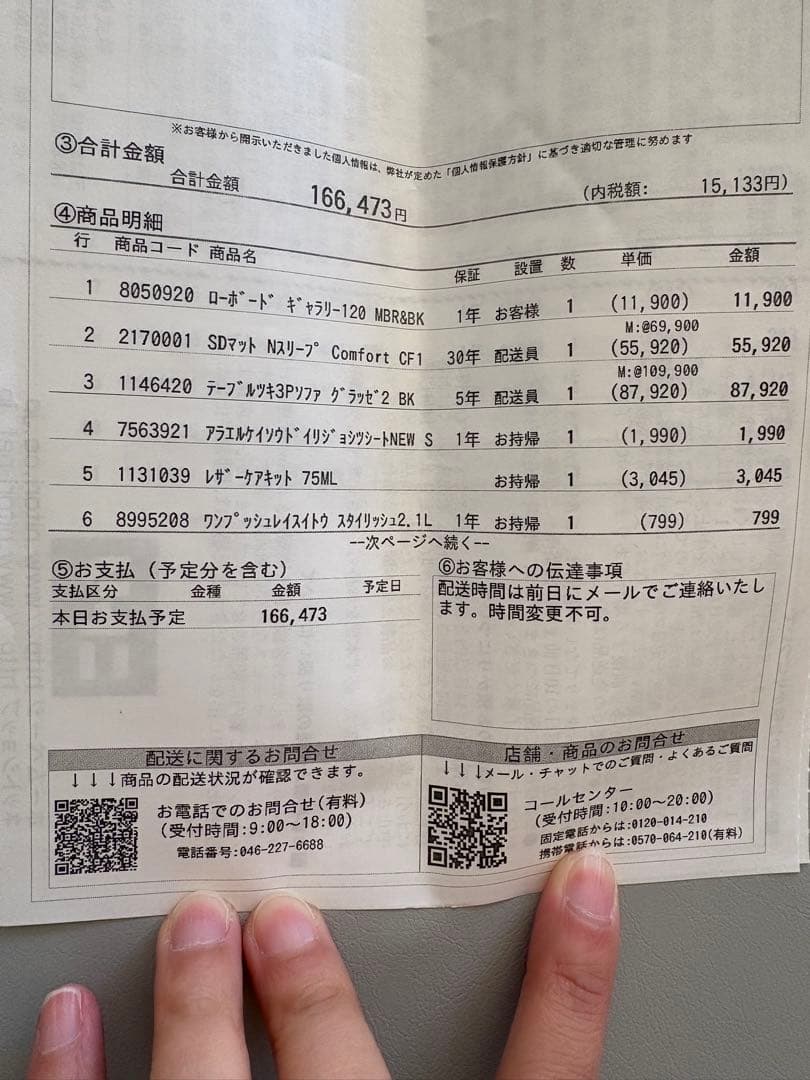 ※お客様から開示いただきました個人情報は、弊社が定めた「個人情報保護方針」に基づき適切な管理に努めます
③合計金額
合計金額 166,473円 (内税額: 15,133円)
④商品明細
行 商品コード 商品名 保証 設置 数 単価 金額
1 8050920 ﾛｰﾎﾞｰﾄﾞ ｷﾞｬﾗﾘｰ120 MBR&BK 1年 お客様 1 (11,900) 11,900
M:@69,900
2 2170001 SDﾏｯﾄ Nｽﾘｰﾌﾟ Comfort CF1 30年 配送員 1 (55,920) 55,920
M:@109,900
3 1146420 ﾃｰﾌﾞﾙﾂｷ3Pｿﾌｧ ｸﾞﾗｯｾﾞ2 BK 5年 配送員 1 (87,920) 87,920
4 7563921 ｱﾗｴﾙｹｲｿｳﾄﾞｲﾘｼﾞｮｼﾂｼｰﾄNEW S 1年 お持帰 1 (1,990) 1,990
5 1131039 ﾚｻﾞｰｹｱｷｯﾄ 75ML お持帰 1 (3,045) 3,045
6 8995208 ﾜﾝﾌﾟｯｼｭﾚｲｽｲﾄｳ ｽﾀｲﾘｯｼｭ2.1L 1年 お持帰 1 (799) 799
--次ページへ続く--
⑤お支払（予定分を含む）
支払区分 金種 金額 予定日
本日お支払予定 166,473
⑥お客様への伝達事項
配送時間は前日にメールでご連絡いたし
ます。時間変更不可。
配送に関するお問合せ
↓↓↓商品の配送状況が確認できます。
お電話でのお問合せ(有料)
(受付時間:9:00～18:00)
電話番号:046-227-6688
店舗・商品のお問合せ
↓↓↓メール・チャットでのご質問・よくあるご質問
コールセンター
(受付時間:10:00～20:00)
固定電話からは:0120-014-210
携帯電話からは:0570-064-210(有料)